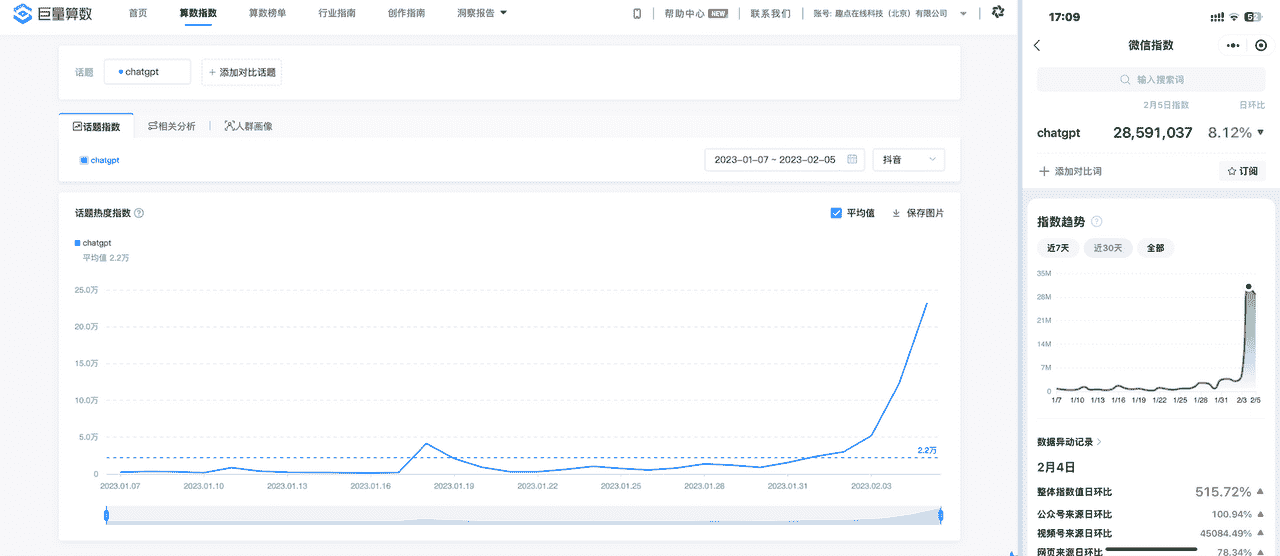 巨量算数 首页 算数指数 算数榜单 行业指南 创作指南 洞察报告 帮助中心 NEW 联系我们 账号: 趣点在线科技（北京）有限公司
话题 chatgpt + 添加对比话题
话题指数 相关分析 人群画像
chatgpt 2023-01-07 ~ 2023-02-05 抖音
话题热度指数 平均值 保存图片
chatgpt
平均值 2.2万
25.0万
20.0万
15.0万
10.0万
5.0万
2.2万
0
2023.01.07 2023.01.10 2023.01.13 2023.01.16 2023.01.19 2023.01.22 2023.01.25 2023.01.28 2023.01.31 2023.02.03
17:09
微信指数
输入搜索词
2月5日指数 日环比
chatgpt 28,591,037 8.12%
添加对比词 订阅
指数趋势
近7天 近30天 全部
35M
28M
21M
14M
7M
0
1/7 1/10 1/13 1/16 1/19 1/22 1/25 1/28 1/31 2/3 2/5
数据异动记录
2月4日
整体指数值日环比 515.72%
公众号来源日环比 100.94%
视频号来源日环比 45084.49%
网页来源日环比 78.34%